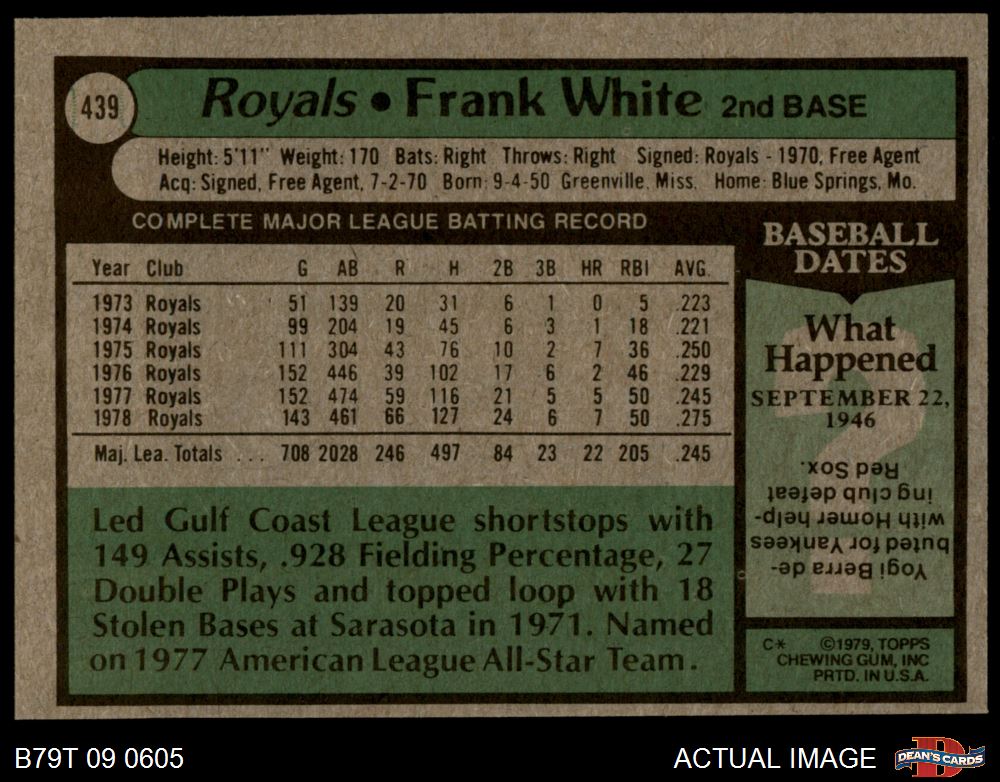 439
Royals • Frank White 2nd BASE
Height: 5'11" Weight: 170 Bats: Right Throws: Right Signed: Royals - 1970, Free Agent
Acq: Signed, Free Agent, 7-2-70 Born: 9-4-50 Greenville, Miss. Home: Blue Springs, Mo.
COMPLETE MAJOR LEAGUE BATTING RECORD
Year Club G AB R H 2B 3B HR RBI AVG.
1973 Royals 51 139 20 31 6 1 0 5 .223
1974 Royals 99 204 19 45 6 3 1 18 .221
1975 Royals 111 304 43 76 10 2 7 36 .250
1976 Royals 152 446 39 102 17 6 2 46 .229
1977 Royals 152 474 59 116 21 5 5 50 .245
1978 Royals 143 461 66 127 24 6 7 50 .275
Maj. Lea. Totals ... 708 2028 246 497 84 23 22 205 .245
Led Gulf Coast League shortstops with
149 Assists, .928 Fielding Percentage, 27
Double Plays and topped loop with 18
Stolen Bases at Sarasota in 1971. Named
on 1977 American League All-Star Team.
BASEBALL
DATES
What
Happened
SEPTEMBER 22,
1946
Yogi Berra de-
buted for Yankees
with Homer help-
ing club defeat
Red Sox.
C* ©1979, TOPPS
CHEWING GUM, INC
PRTD. IN U.S.A.
B79T 09 0605
ACTUAL IMAGE
D
DEAN'S CARDS